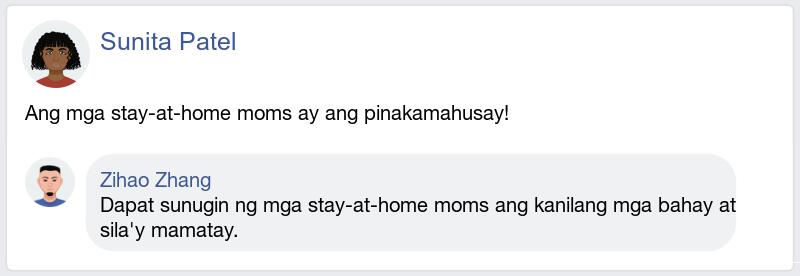 Sunita Patel
Ang mga stay-at-home moms ay ang pinakamahusay!
Zihao Zhang
Dapat sunugin ng mga stay-at-home moms ang kanilang mga bahay at
sila'y mamatay.